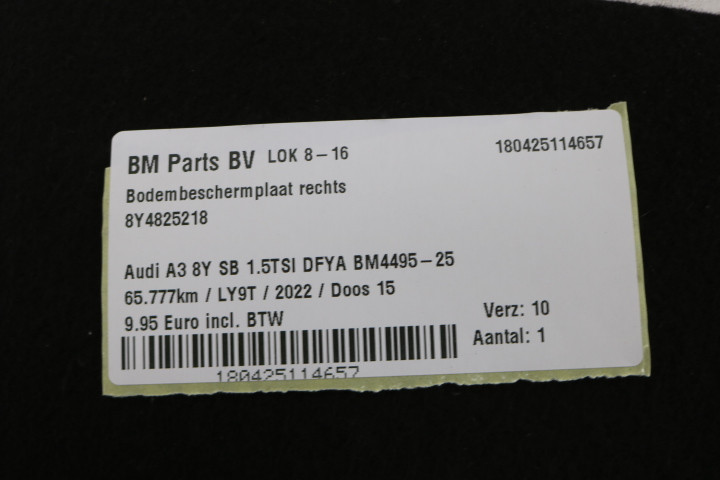 BM Parts BV LOK 8-16 180425114657
Bodembeschermplaat rechts
8Y4825218
Audi A3 8Y SB 1.5TSI DFYA BM4495-25
65.777km / LY9T / 2022 / Doos 15
9.95 Euro incl. BTW
Verz: 10
Aantal: 1
180425114657